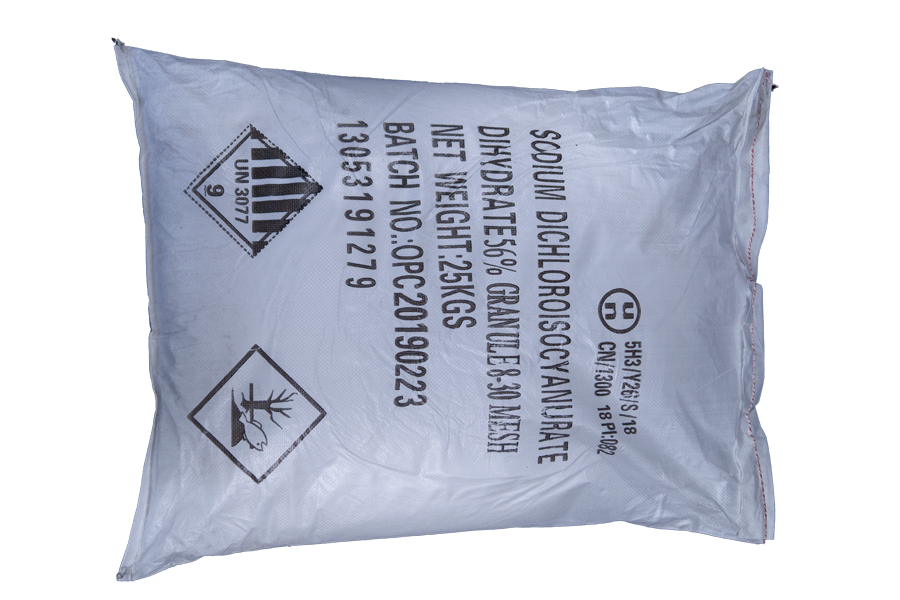 5H3/Y26/S/18
CN/1300 18 PI:002
SODIUM DICHLOROISOCYANURATE
DIHYDRATE56% GRANULE 8-30 MESH
NET WEIGHT:25KGS
BATCH NO.:OPC20190223
13053191279
UN 3077
9